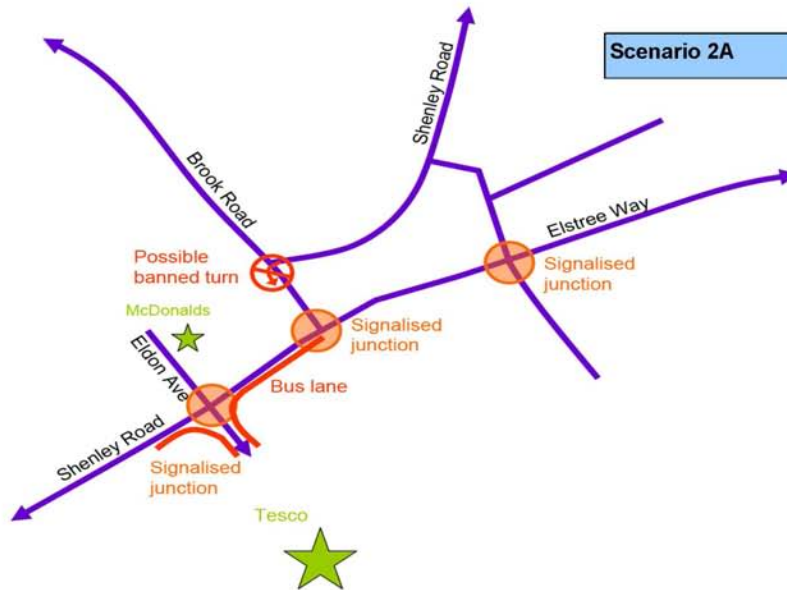 Scenario 2A
Shenley Road
Brook Road
Elstree Way
Possible
banned turn
Signalised
junction
McDonalds
Signalised
junction
Eldon Ave
Bus lane
Shenley Road
Signalised
junction
Tesco